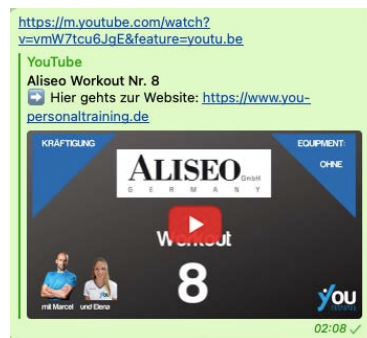 https://m.youtube.com/watch?
v=vmW7tcu6JgE&feature=youtu.be
YouTube
Aliseo Workout Nr. 8
➡️ Hier gehts zur Website: https://www.you-
personaltraining.de
KRÄFTIGUNG
EQUIPMENT:
OHNE
ALISEO GmbH
GERMANY
Workout
8
mit Marcel und Elena
YOU
02:08